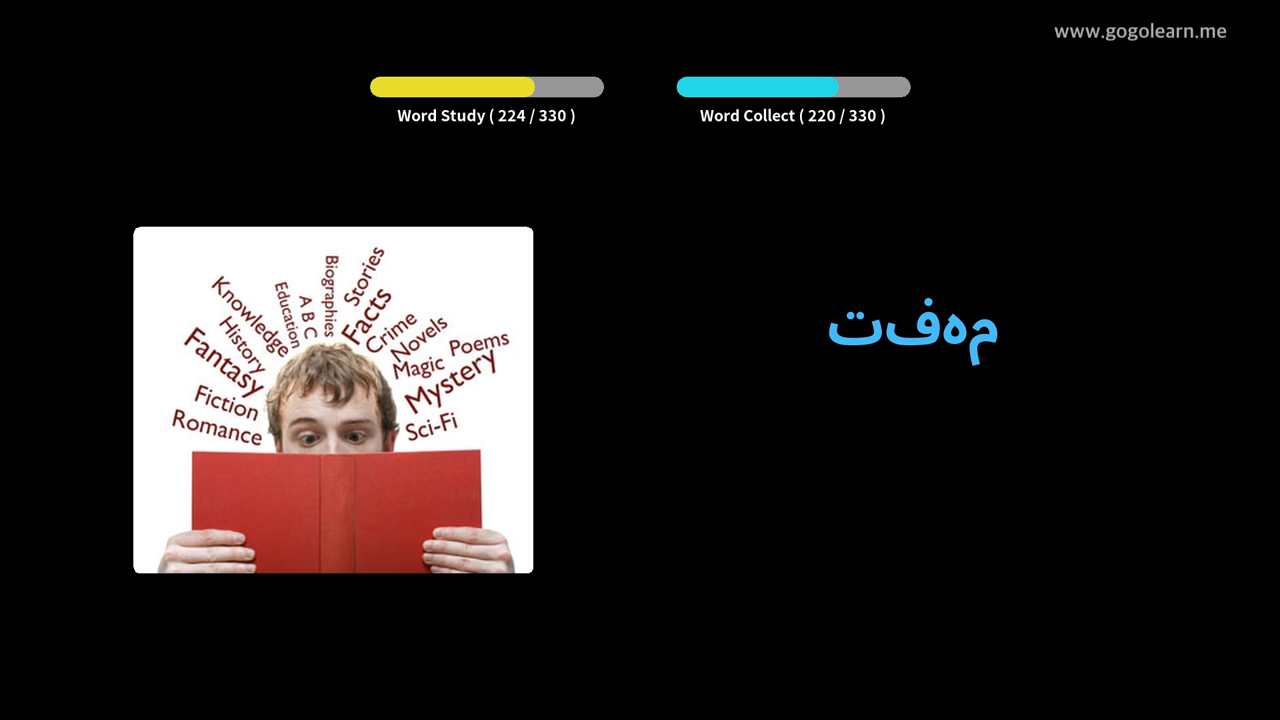 www.gogolearn.me
Word Study ( 224 / 330 )
Word Collect ( 220 / 330 )
Knowledge
History
Fantasy
Fiction
Romance
Education
A B C
Biographies
Stories
Facts
Crime
Novels
Magic
Poems
Mystery
Sci-Fi
مهفت